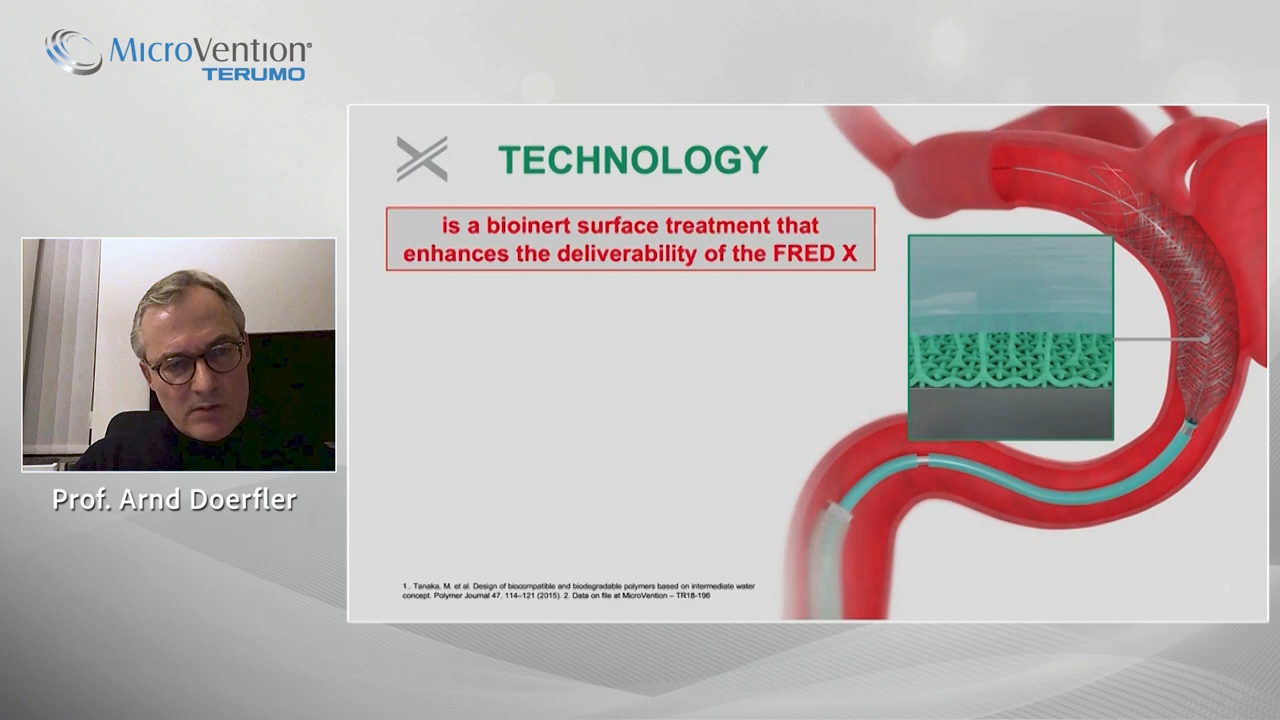 MICROVENTION®
TERUMO
X TECHNOLOGY
is a bioinert surface treatment that
enhances the deliverability of the FRED X
Prof. Arnd Doerfler
1. Tanaka, M. et al. Design of biocompatible and biodegradable polymers based on intermediate water
concept. Polymer Journal 47, 114–121 (2015). 2. Data on file at MicroVention – TR18-196
7